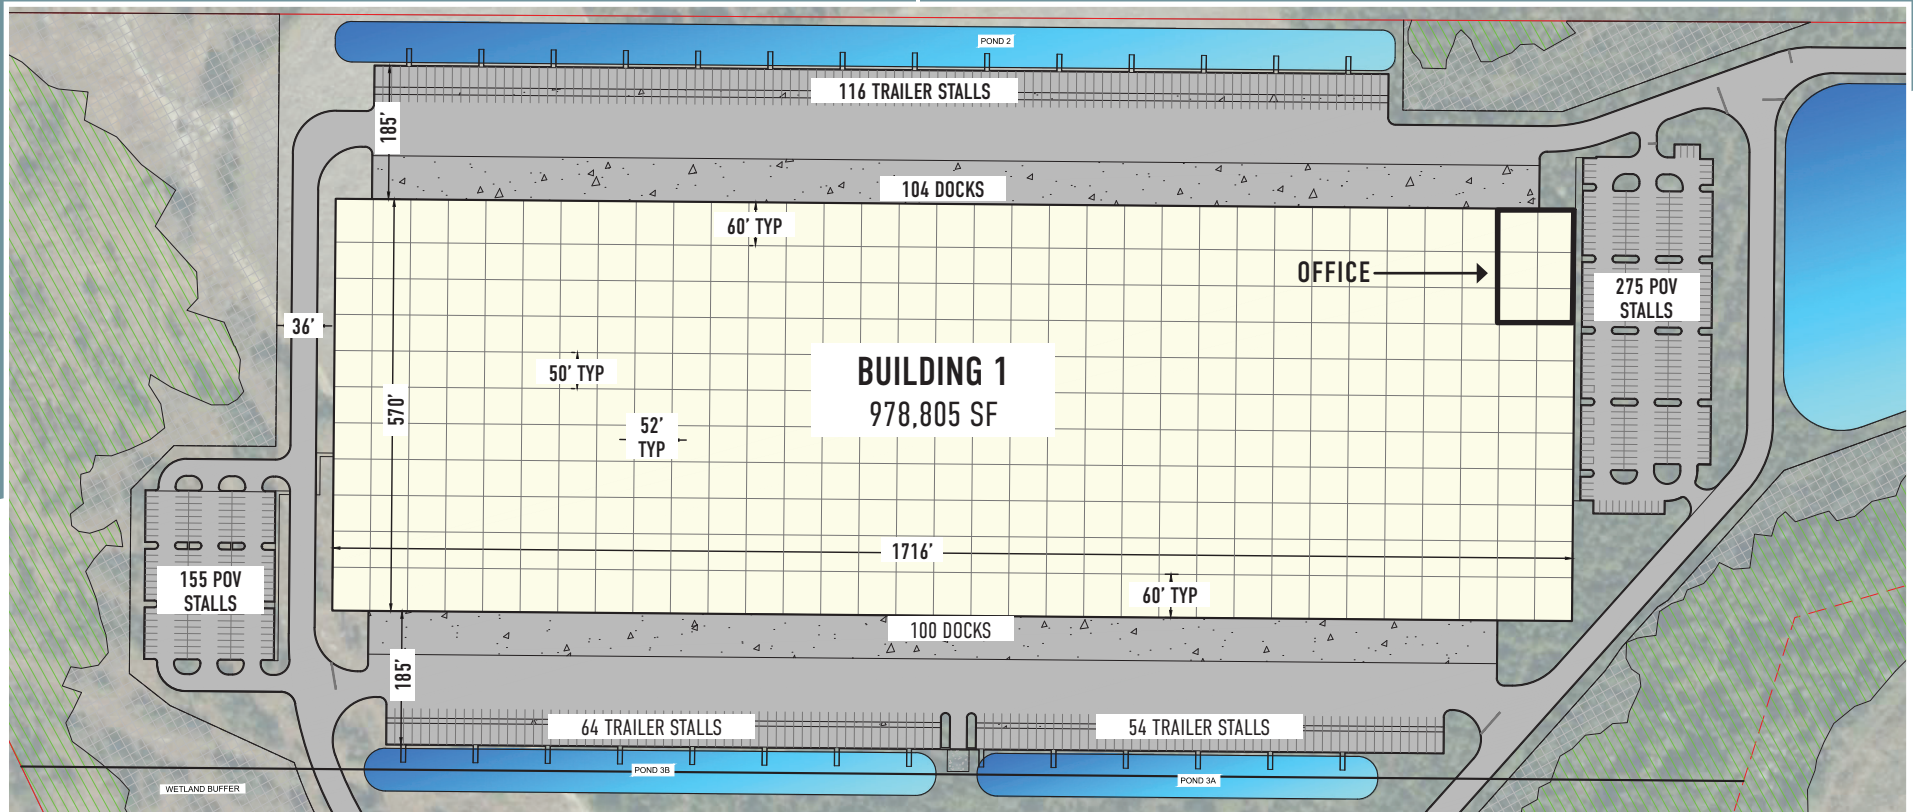 POND 2
116 TRAILER STALLS
185'
104 DOCKS
60' TYP
OFFICE
275 POV
STALLS
36'
BUILDING 1
978,805 SF
50' TYP
570'
52'
TYP
1716'
155 POV
STALLS
60' TYP
100 DOCKS
185'
64 TRAILER STALLS
54 TRAILER STALLS
POND 3B
POND 3A
WETLAND BUFFER